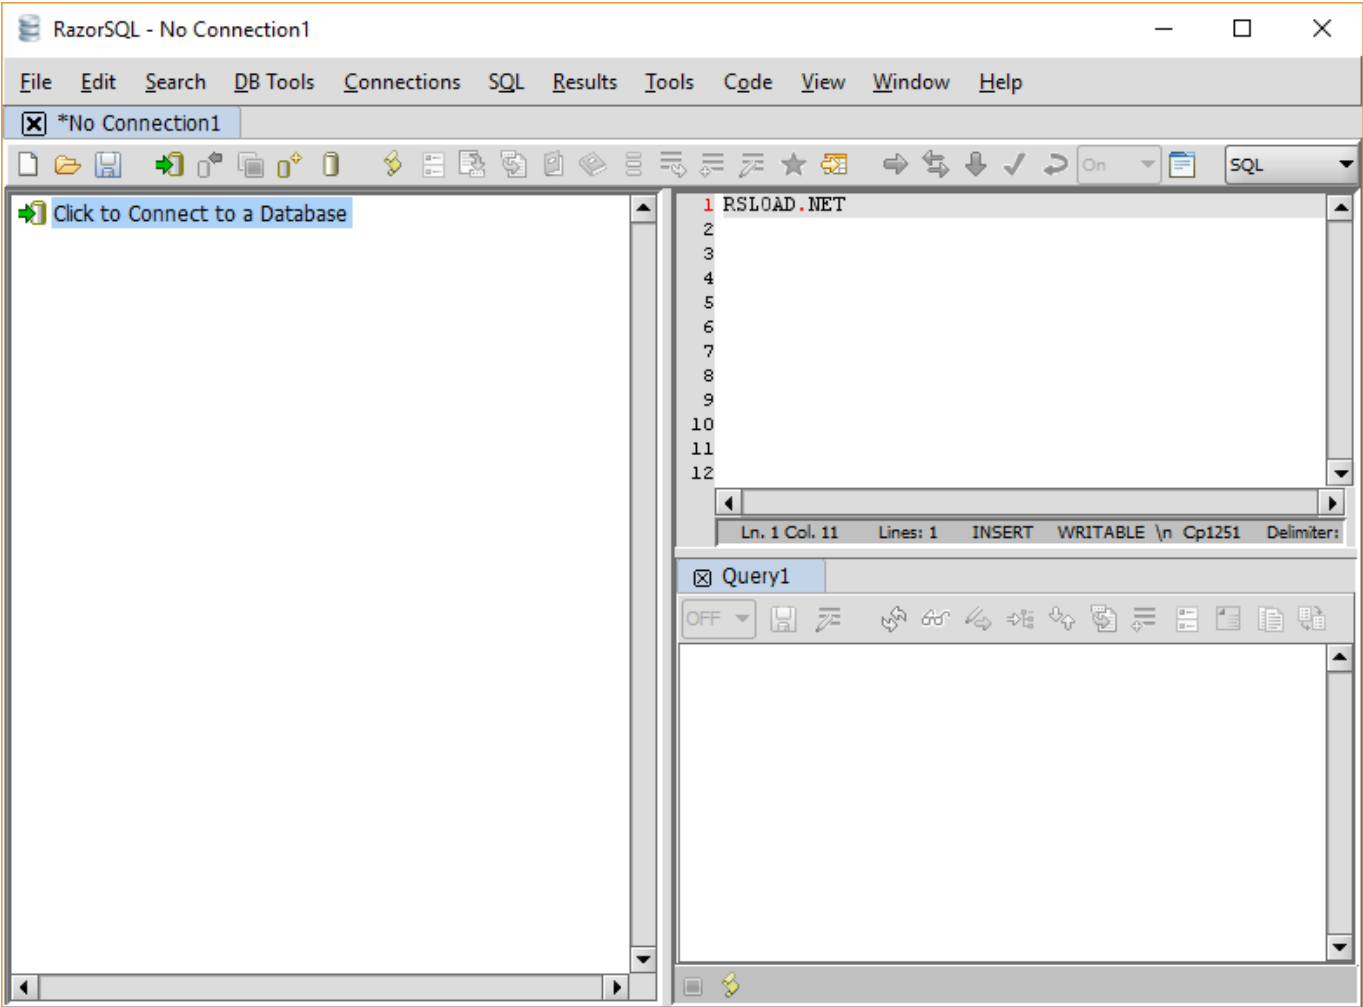 RazorSQL - No Connection1
File Edit Search DB Tools Connections SQL Results Tools Code View Window Help
*No Connection1
On SQL
Click to Connect to a Database
1 RSLOAD.NET
2
3
4
5
6
7
8
9
10
11
12
Ln. 1 Col. 11 Lines: 1 INSERT WRITABLE \n Cp1251 Delimiter:
Query1
OFF